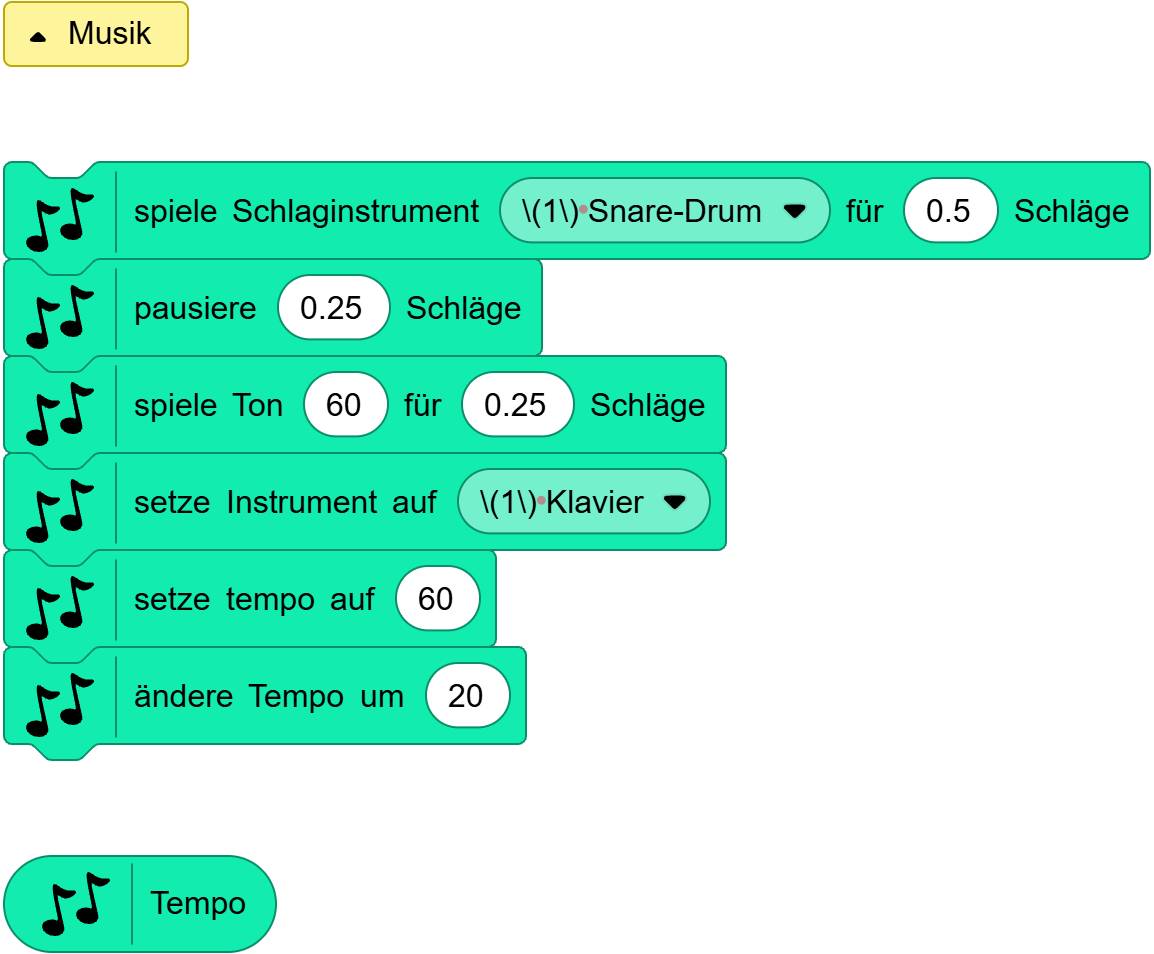 Musik
spiele Schlaginstrument \(1\)•Snare-Drum für 0.5 Schläge
pausiere 0.25 Schläge
spiele Ton 60 für 0.25 Schläge
setze Instrument auf \(1\)•Klavier
setze tempo auf 60
ändere Tempo um 20
Tempo